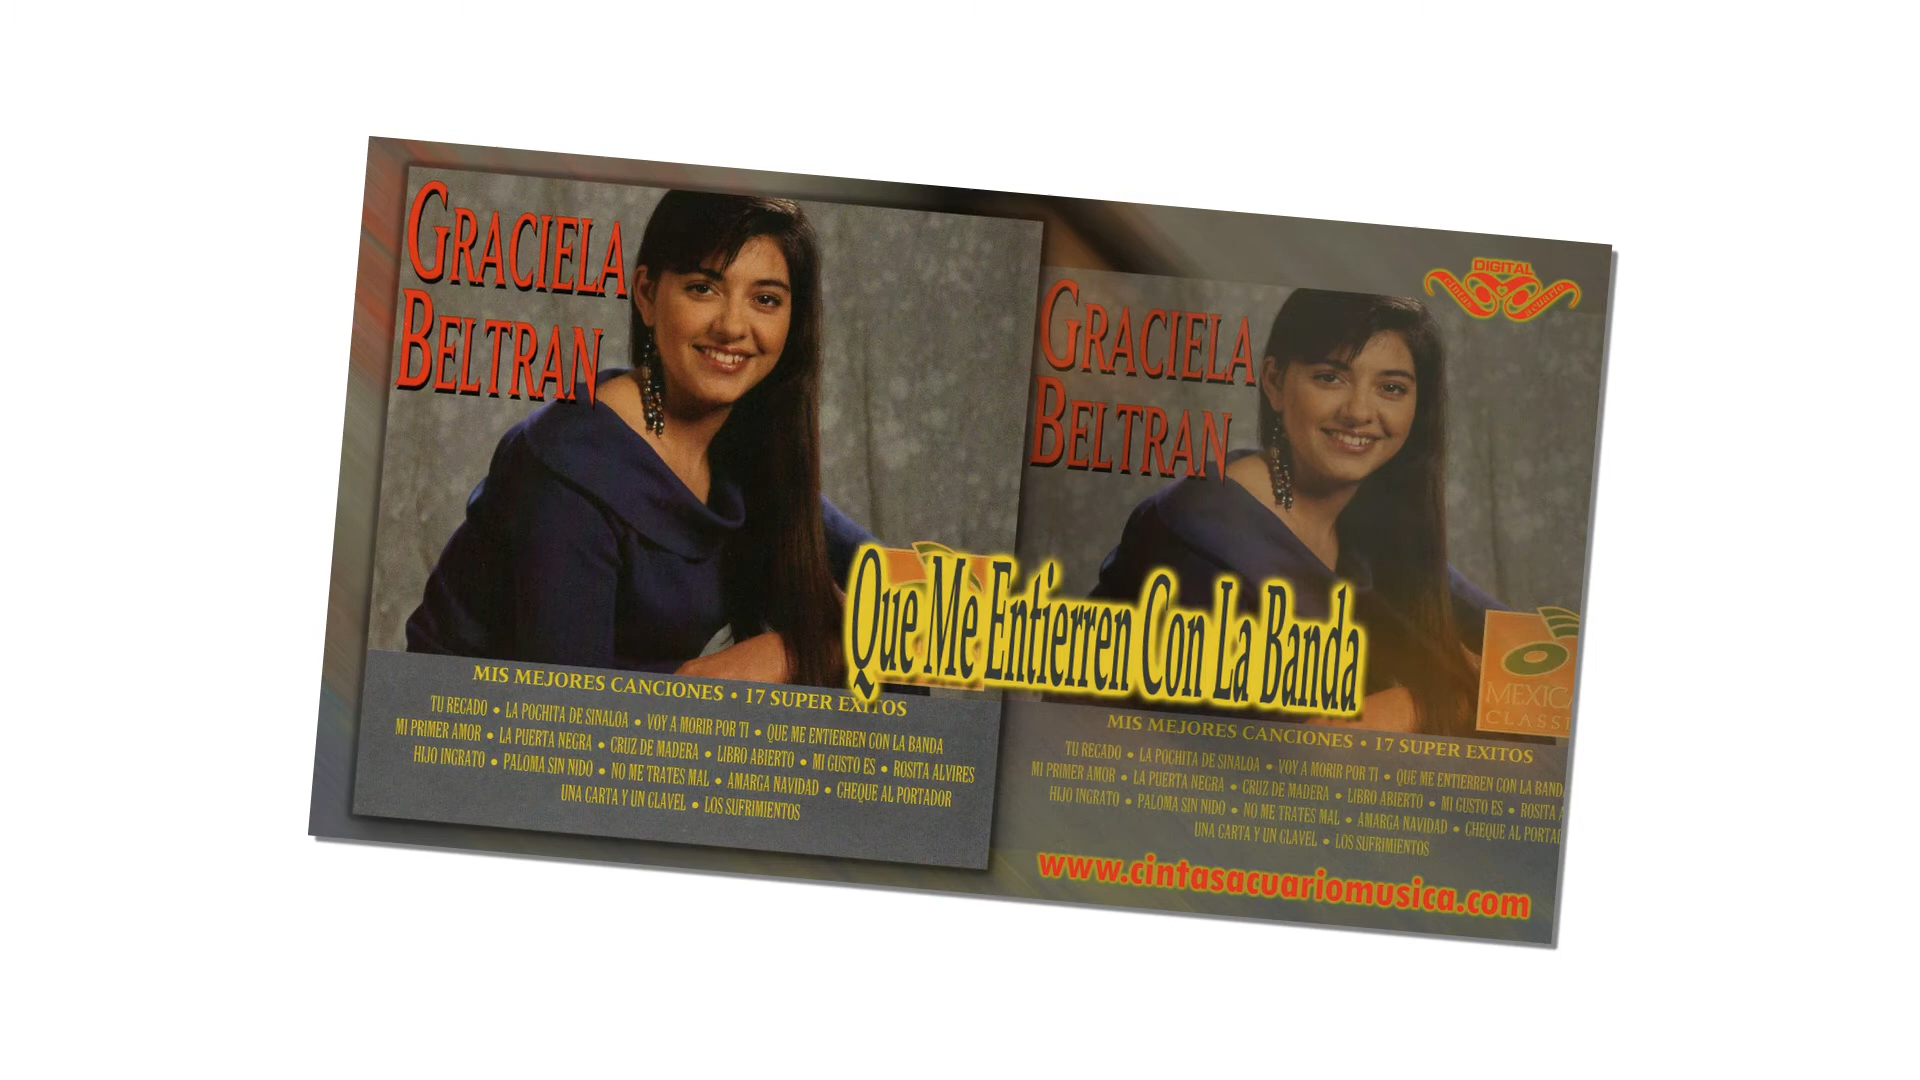 GRACIELA
BELTRAN
MIS MEJORES CANCIONES • 17 SUPER EXITOS
TU RECADO • LA POCHITA DE SINALOA • VOY A MORIR POR TI • QUE ME ENTIERREN CON LA BANDA
MI PRIMER AMOR • LA PUERTA NEGRA • CRUZ DE MADERA • LIBRO ABIERTO • MI GUSTO ES • ROSITA ALVIRES
HIJO INGRATO • PALOMA SIN NIDO • NO ME TRATES MAL • AMARGA NAVIDAD • CHEQUE AL PORTADOR
UNA CARTA Y UN CLAVEL • LOS SUFRIMIENTOS
Que Me Entierren Con La Banda
DIGITAL
cintas acuario
GRACIELA
BELTRAN
MEXICA
CLASSI
MIS MEJORES CANCIONES • 17 SUPER EXITOS
TU RECADO • LA POCHITA DE SINALOA • VOY A MORIR POR TI • QUE ME ENTIERREN CON LA BAND
MI PRIMER AMOR • LA PUERTA NEGRA • CRUZ DE MADERA • LIBRO ABIERTO • MI GUSTO ES • ROSITA
HIJO INGRATO • PALOMA SIN NIDO • NO ME TRATES MAL • AMARGA NAVIDAD • CHEQUE AL PORTA
UNA CARTA Y UN CLAVEL • LOS SUFRIMIENTOS
www.cintasacuariomusica.com